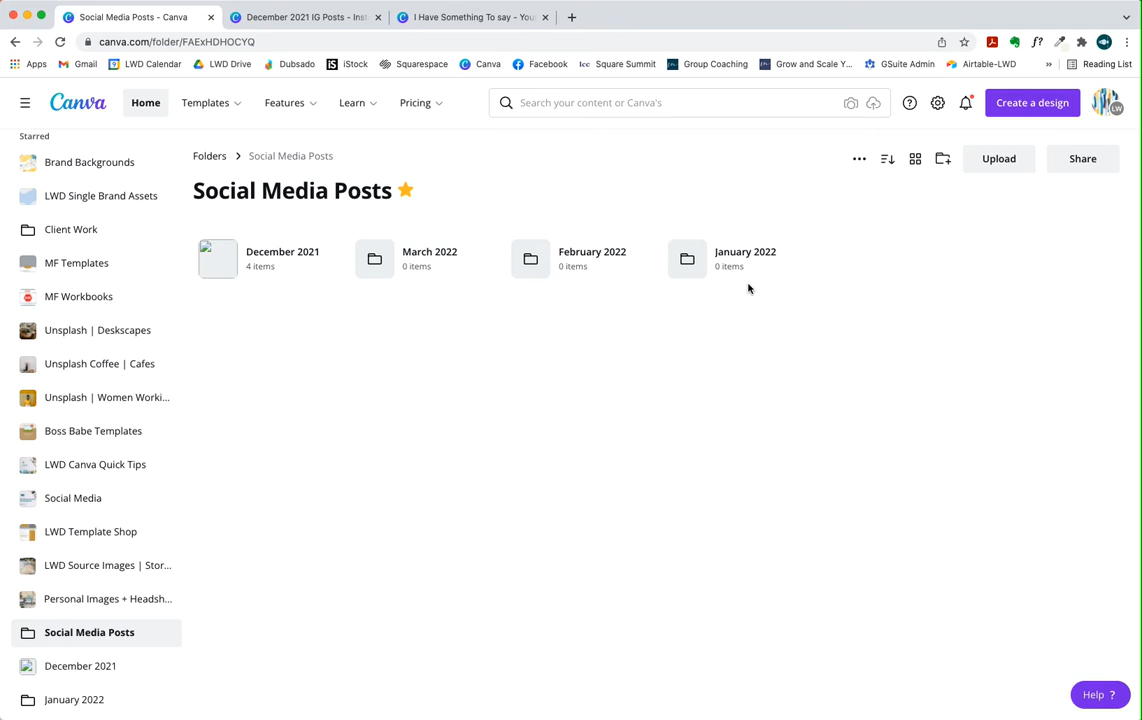 Social Media Posts - Canva
December 2021 IG Posts - Inst
I Have Something To say - You
canva.com/folder/FAExHDHOCYQ
Apps
Gmail
LWD Calendar
LWD Drive
Dubsado
iStock
Squarespace
Canva
Facebook
Square Summit
Group Coaching
Grow and Scale Y...
GSuite Admin
Airtable-LWD
»
Reading List
Canva
Home
Templates
Features
Learn
Pricing
Search your content or Canva's
Create a design
LW
Starred
Brand Backgrounds
LWD Single Brand Assets
Client Work
MF Templates
MF Workbooks
Unsplash | Deskscapes
Unsplash Coffee | Cafes
Unsplash | Women Worki...
Boss Babe Templates
LWD Canva Quick Tips
Social Media
LWD Template Shop
LWD Source Images | Stor...
Personal Images + Headsh...
Social Media Posts
December 2021
January 2022
Folders > Social Media Posts
Upload
Share
Social Media Posts
December 2021
4 items
March 2022
0 items
February 2022
0 items
January 2022
0 items
Help ?